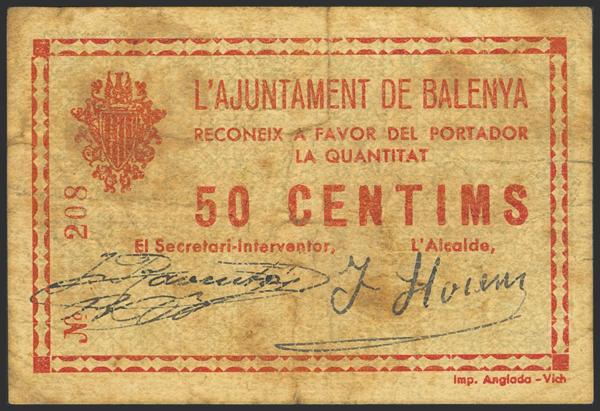 L'AJUNTAMENT DE BALENYA
RECONEIX A FAVOR DEL PORTADOR
LA QUANTITAT
50 CENTIMS
El Secretari-Interventor, L'Alcalde,
Nº 208
Imp. Anglada - Vich